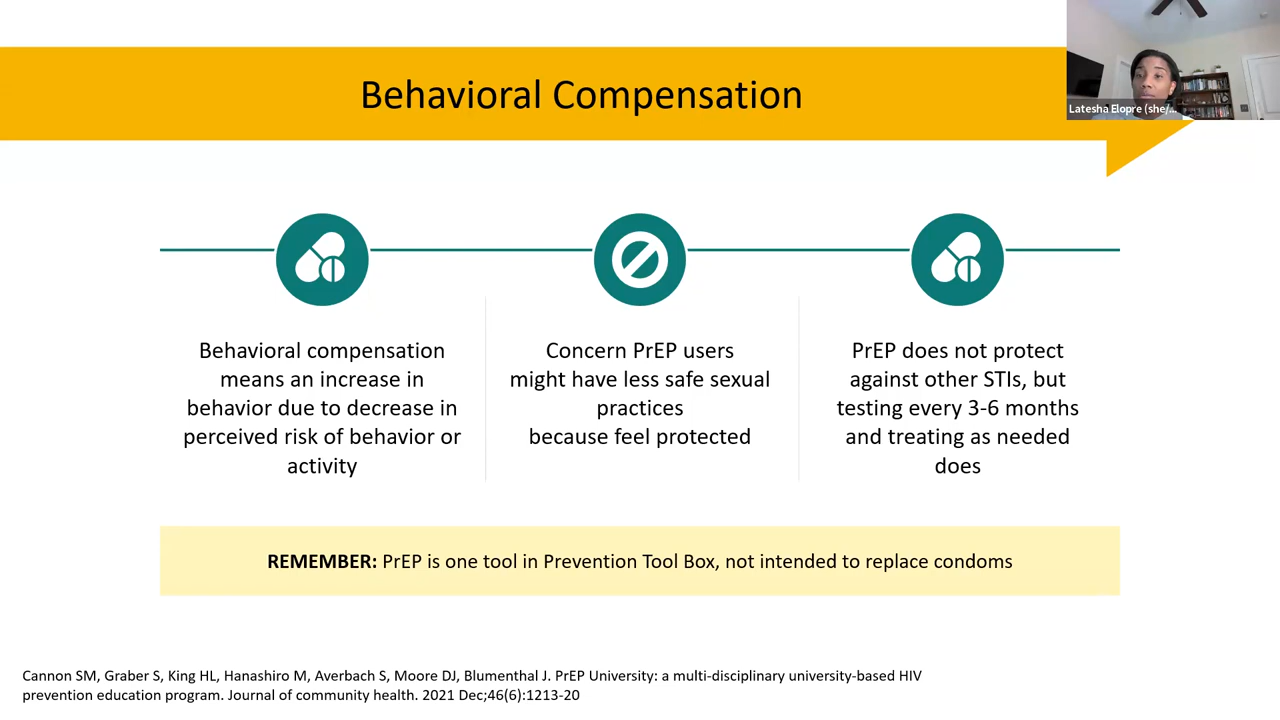 Behavioral Compensation
Latesha Elopre (she/...
Behavioral compensation
means an increase in
behavior due to decrease in
perceived risk of behavior or
activity
Concern PrEP users
might have less safe sexual
practices
because feel protected
PrEP does not protect
against other STIs, but
testing every 3-6 months
and treating as needed
does
REMEMBER: PrEP is one tool in Prevention Tool Box, not intended to replace condoms
Cannon SM, Graber S, King HL, Hanashiro M, Averbach S, Moore DJ, Blumenthal J. PrEP University: a multi-disciplinary university-based HIV
prevention education program. Journal of community health. 2021 Dec;46(6):1213-20